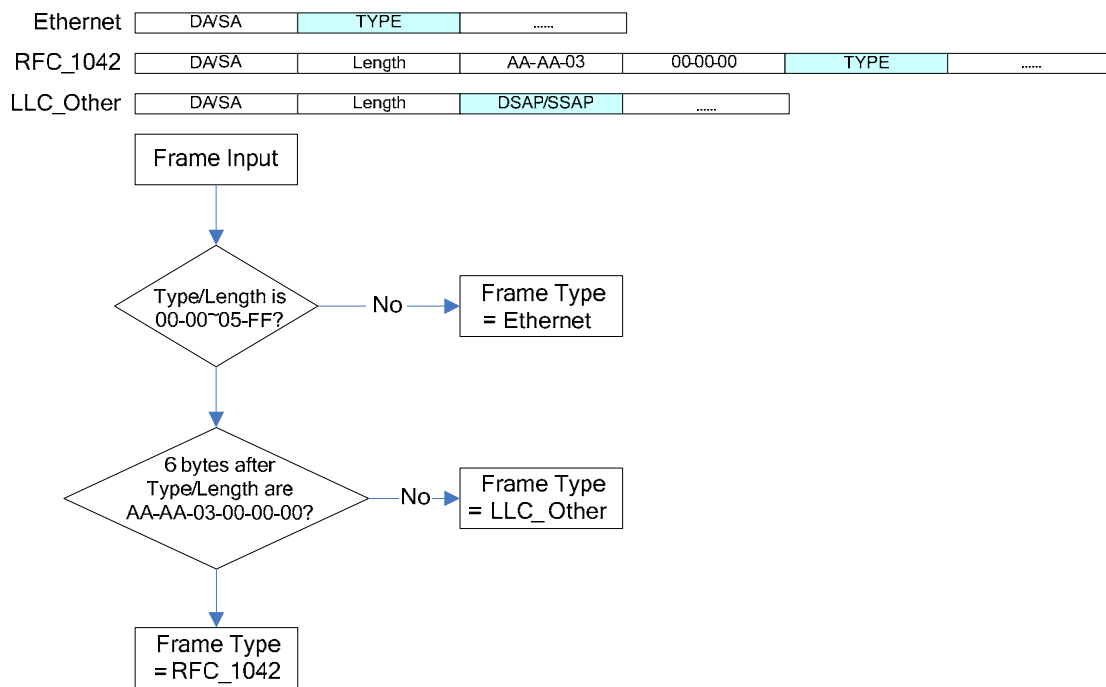 Ethernet DA/SA TYPE ......
RFC_1042 DA/SA Length AA-AA-03 00-00-00 TYPE ......
LLC_Other DA/SA Length DSAP/SSAP ......
Frame Input
Type/Length is
00-00~05-FF?
No
Frame Type
= Ethernet
6 bytes after
Type/Length are
AA-AA-03-00-00-00?
No
Frame Type
= LLC_Other
Frame Type
= RFC_1042